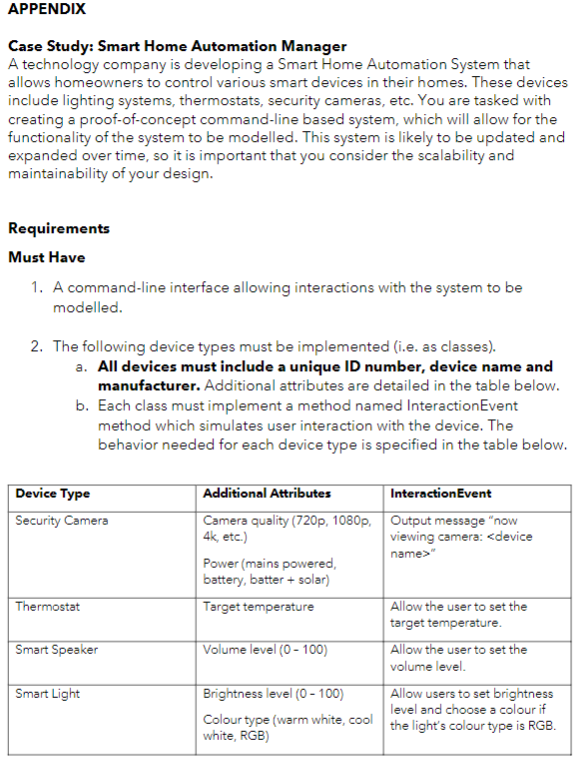 APPENDIX
Case Study: Smart Home Automation Manager
A technology company is developing a Smart Home Automation System that
allows homeowners to control various smart devices in their homes. These devices
include lighting systems, thermostats, security cameras, etc. You are tasked with
creating a proof-of-concept command-line based system, which will allow for the
functionality of the system to be modelled. This system is likely to be updated and
expanded over time, so it is important that you consider the scalability and
maintainability of your design.
Requirements
Must Have
1. A command-line interface allowing interactions with the system to be
modelled.
2. The following device types must be implemented (i.e. as classes).
a. All devices must include a unique ID number, device name and
manufacturer. Additional attributes are detailed in the table below.
b. Each class must implement a method named InteractionEvent
method which simulates user interaction with the device. The
behavior needed for each device type is specified in the table below.
Device Type Additional Attributes InteractionEvent
Security Camera
Camera quality (720p, 1080p,
4k, etc.)
Power (mains powered,
battery, batter + solar)
Output message "now
viewing camera: <device
name>"
Thermostat
Target temperature
Allow the user to set the
target temperature.
Smart Speaker
Volume level (0 - 100)
Allow the user to set the
volume level.
Smart Light
Brightness level (0 - 100)
Colour type (warm white, cool
white, RGB)
Allow users to set brightness
level and choose a colour if
the light's colour type is RGB.